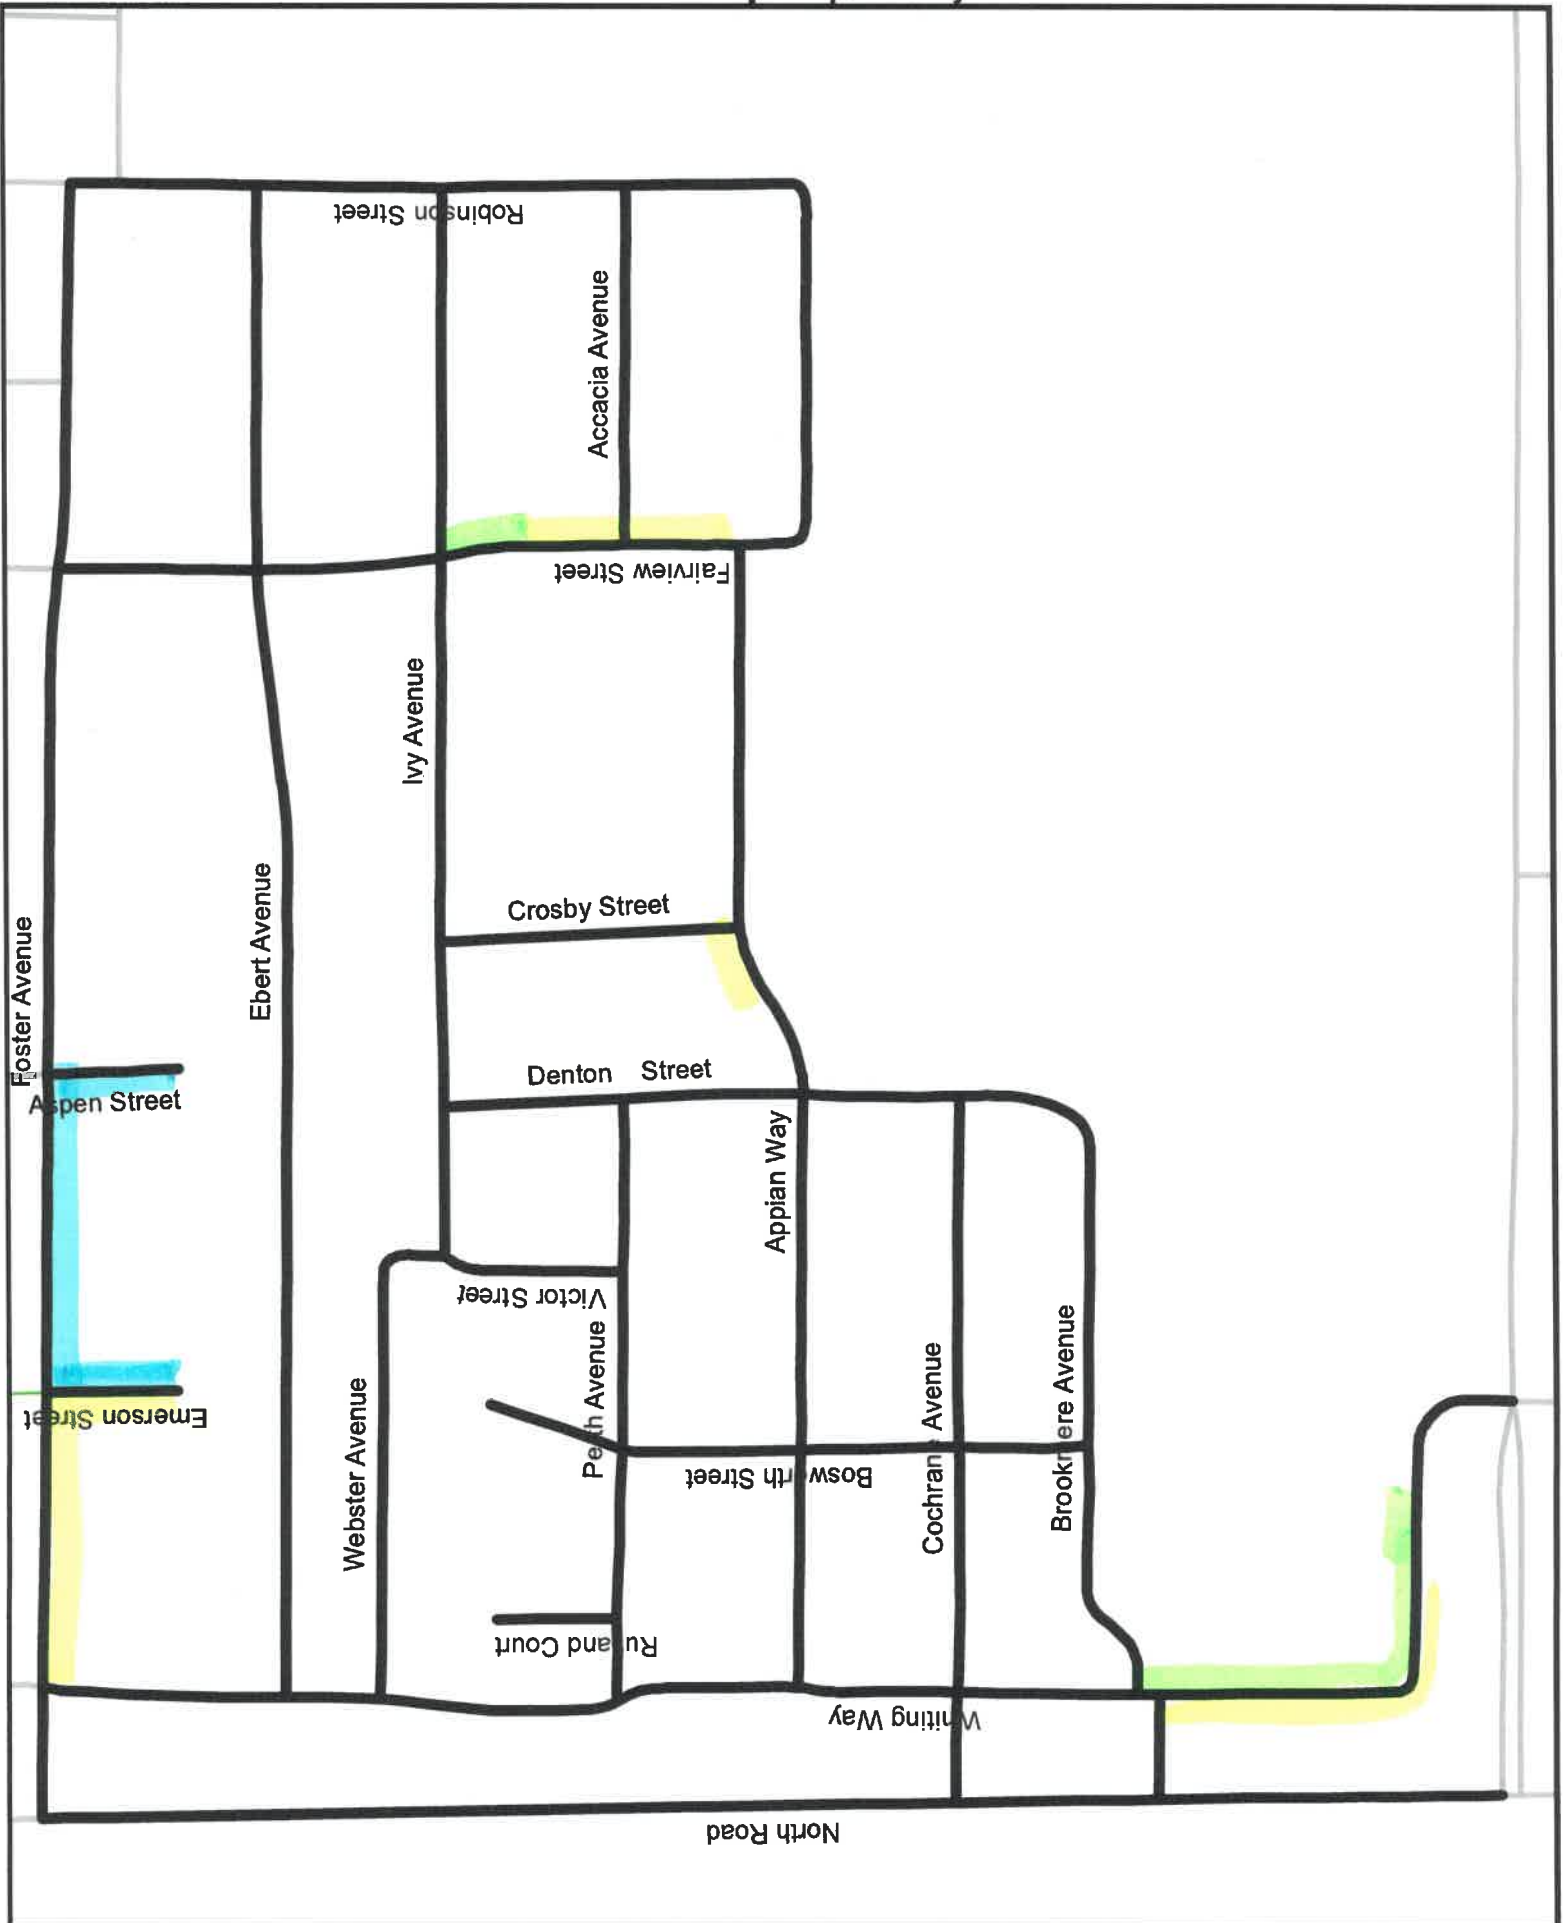 Robinson Street
Accacia Avenue
Fairview Street
Ivy Avenue
Crosby Street
Ebert Avenue
Foster Avenue
Denton Street
Aspen Street
Appian Way
Victor Street
Perth Avenue
Brookmere Avenue
Cochrane Avenue
Webster Avenue
Emerson Street
Bosworth Street
Court
Whiting Way
North Road